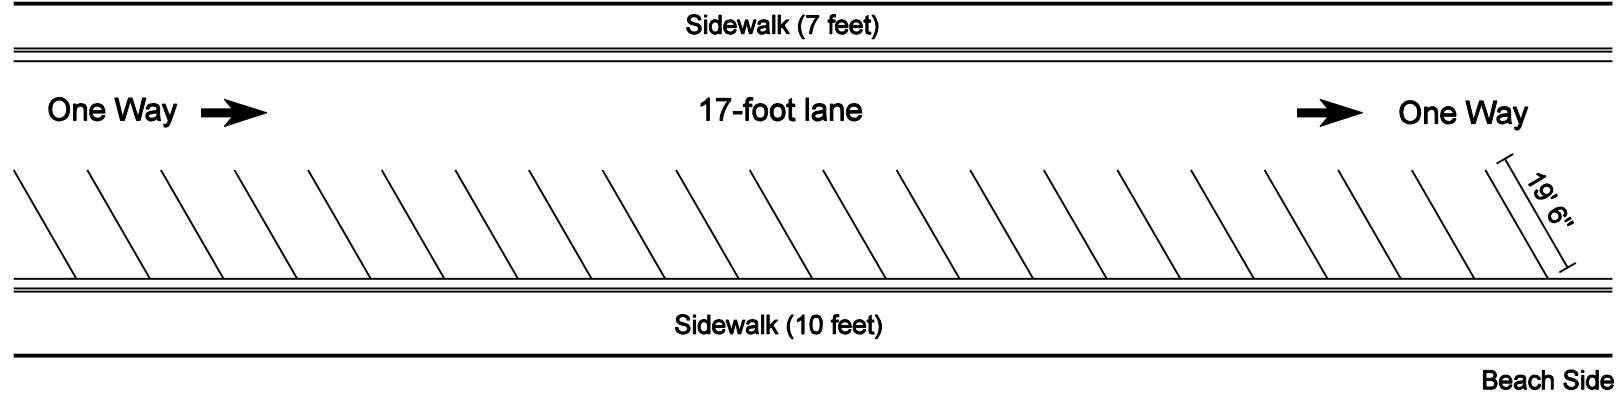 Sidewalk (7 feet)
One Way
17-foot lane
One Way
19' 6"
Sidewalk (10 feet)
Beach Side